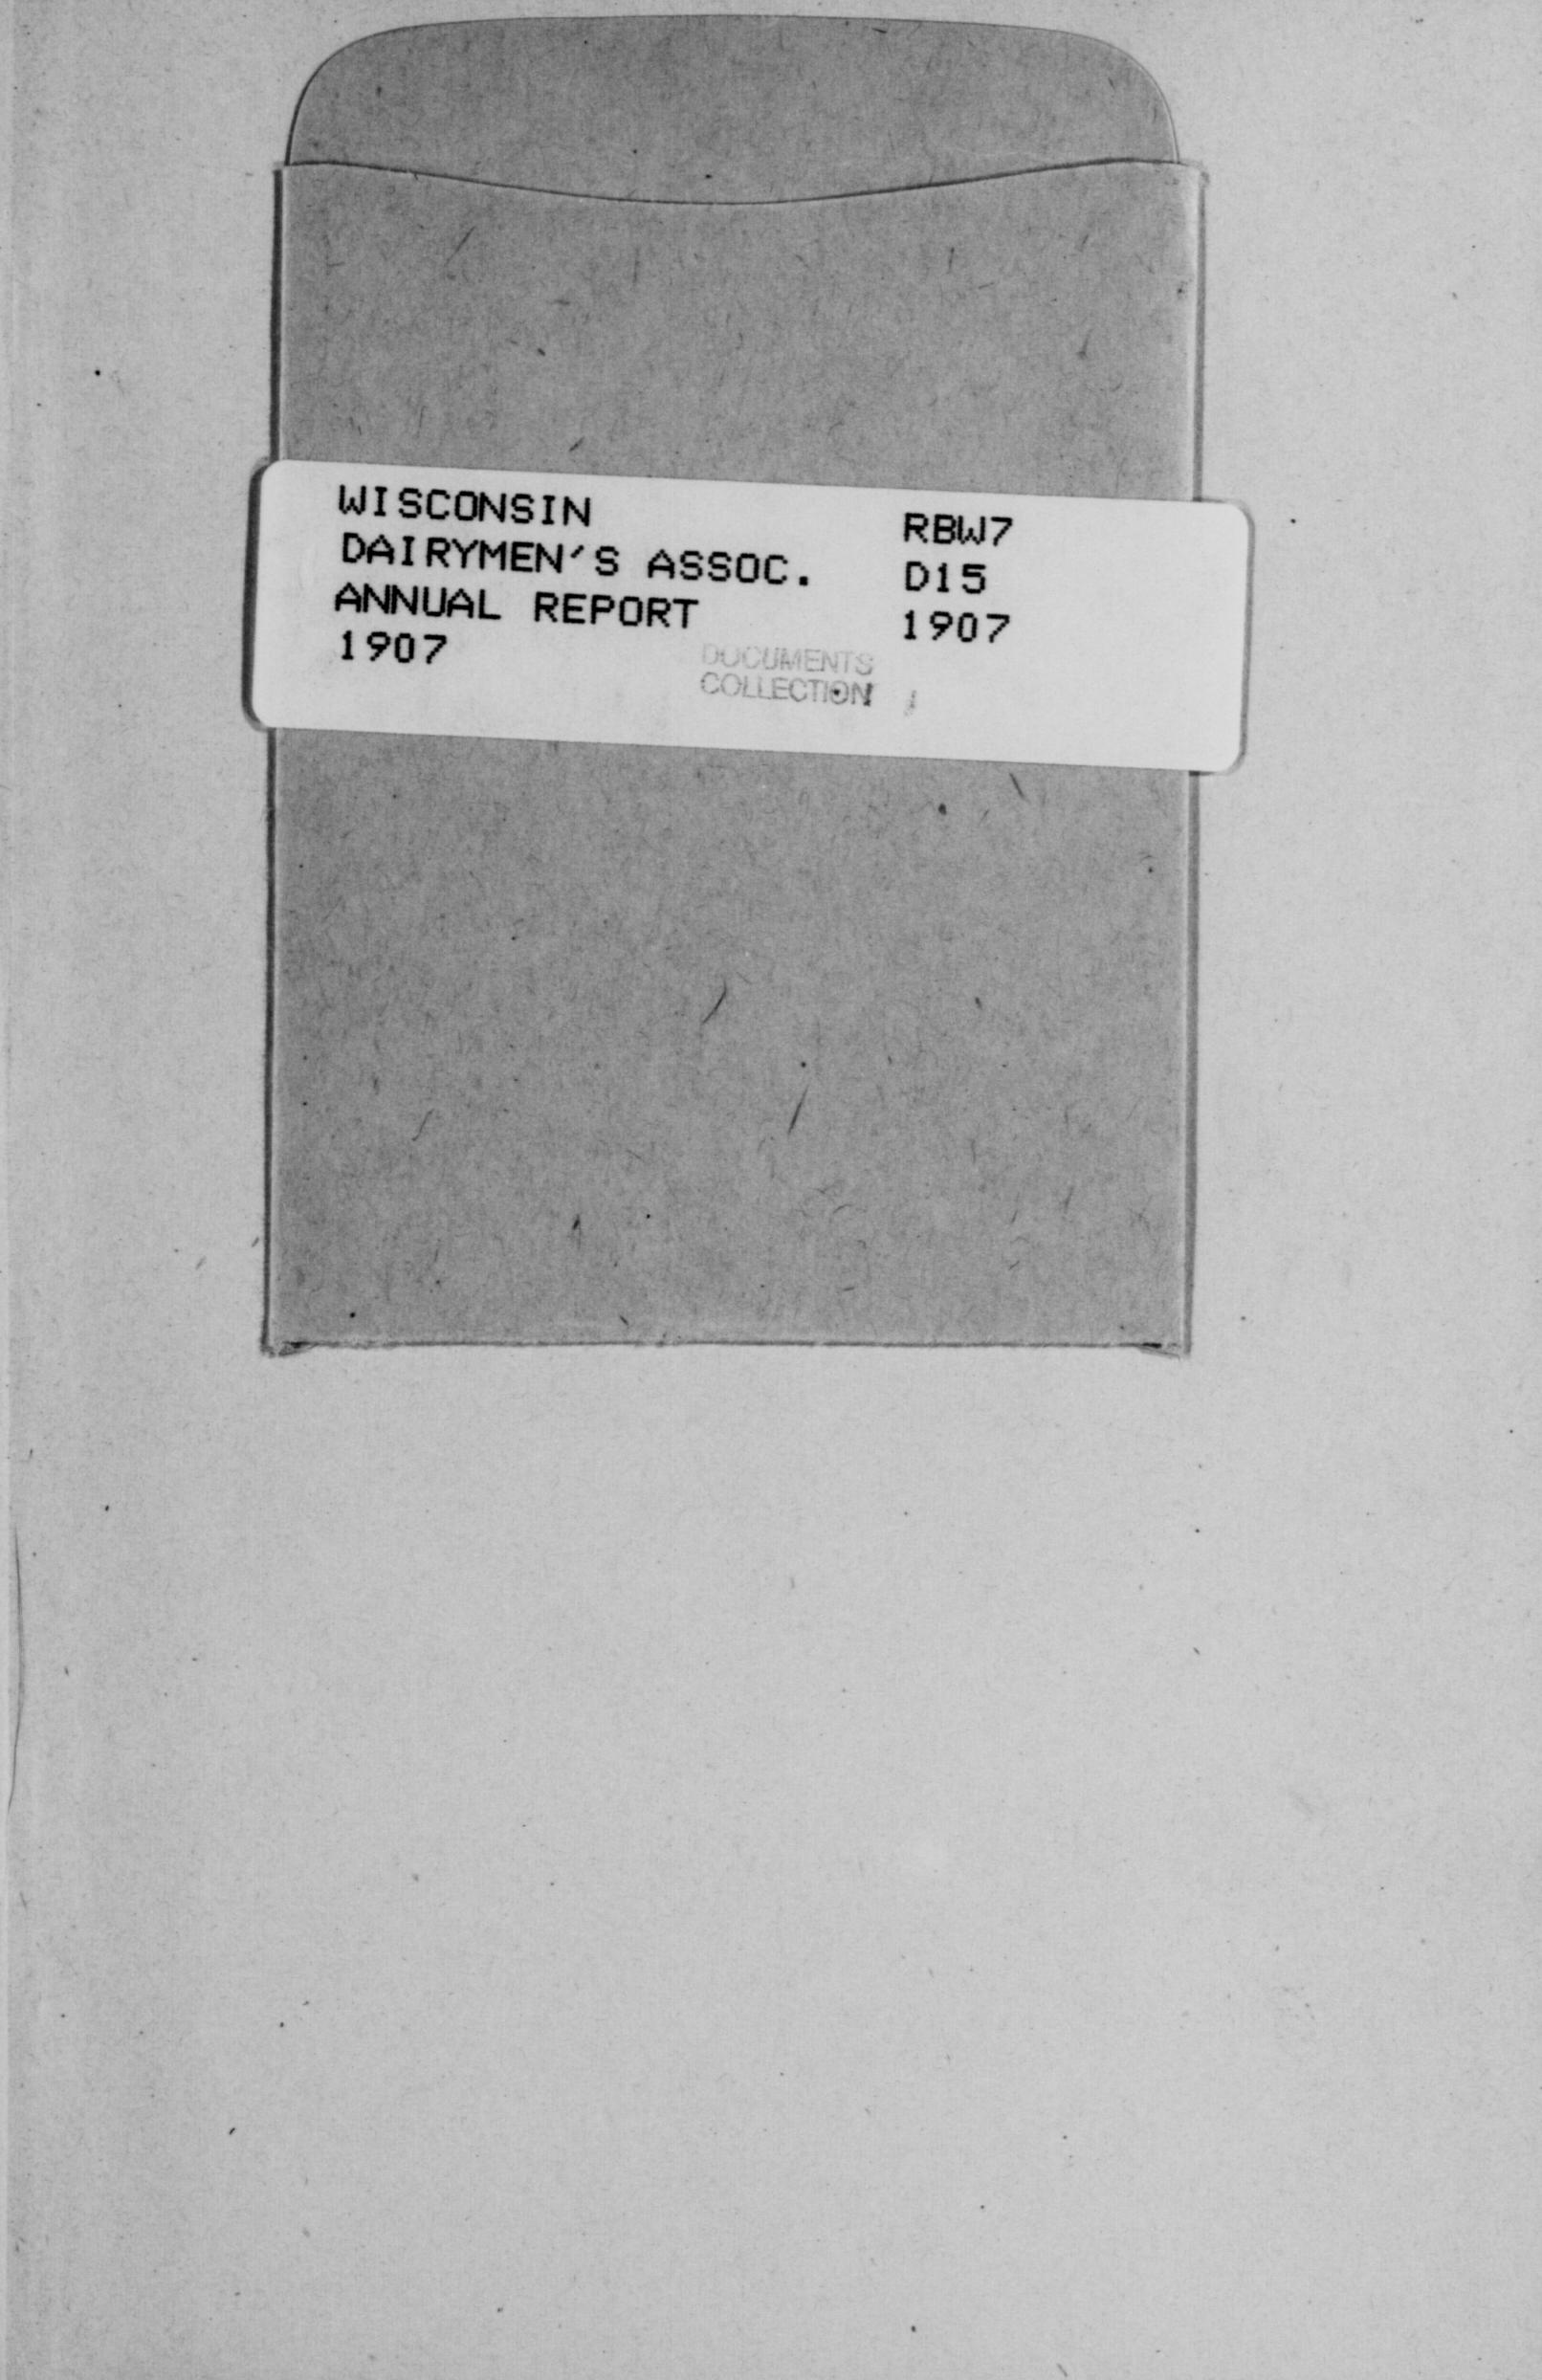 WISCONSIN
DAIRYMEN'S ASSOC.
ANNUAL REPORT
1907
RBW7
D15
1907
DOCUMENTS
COLLECTION